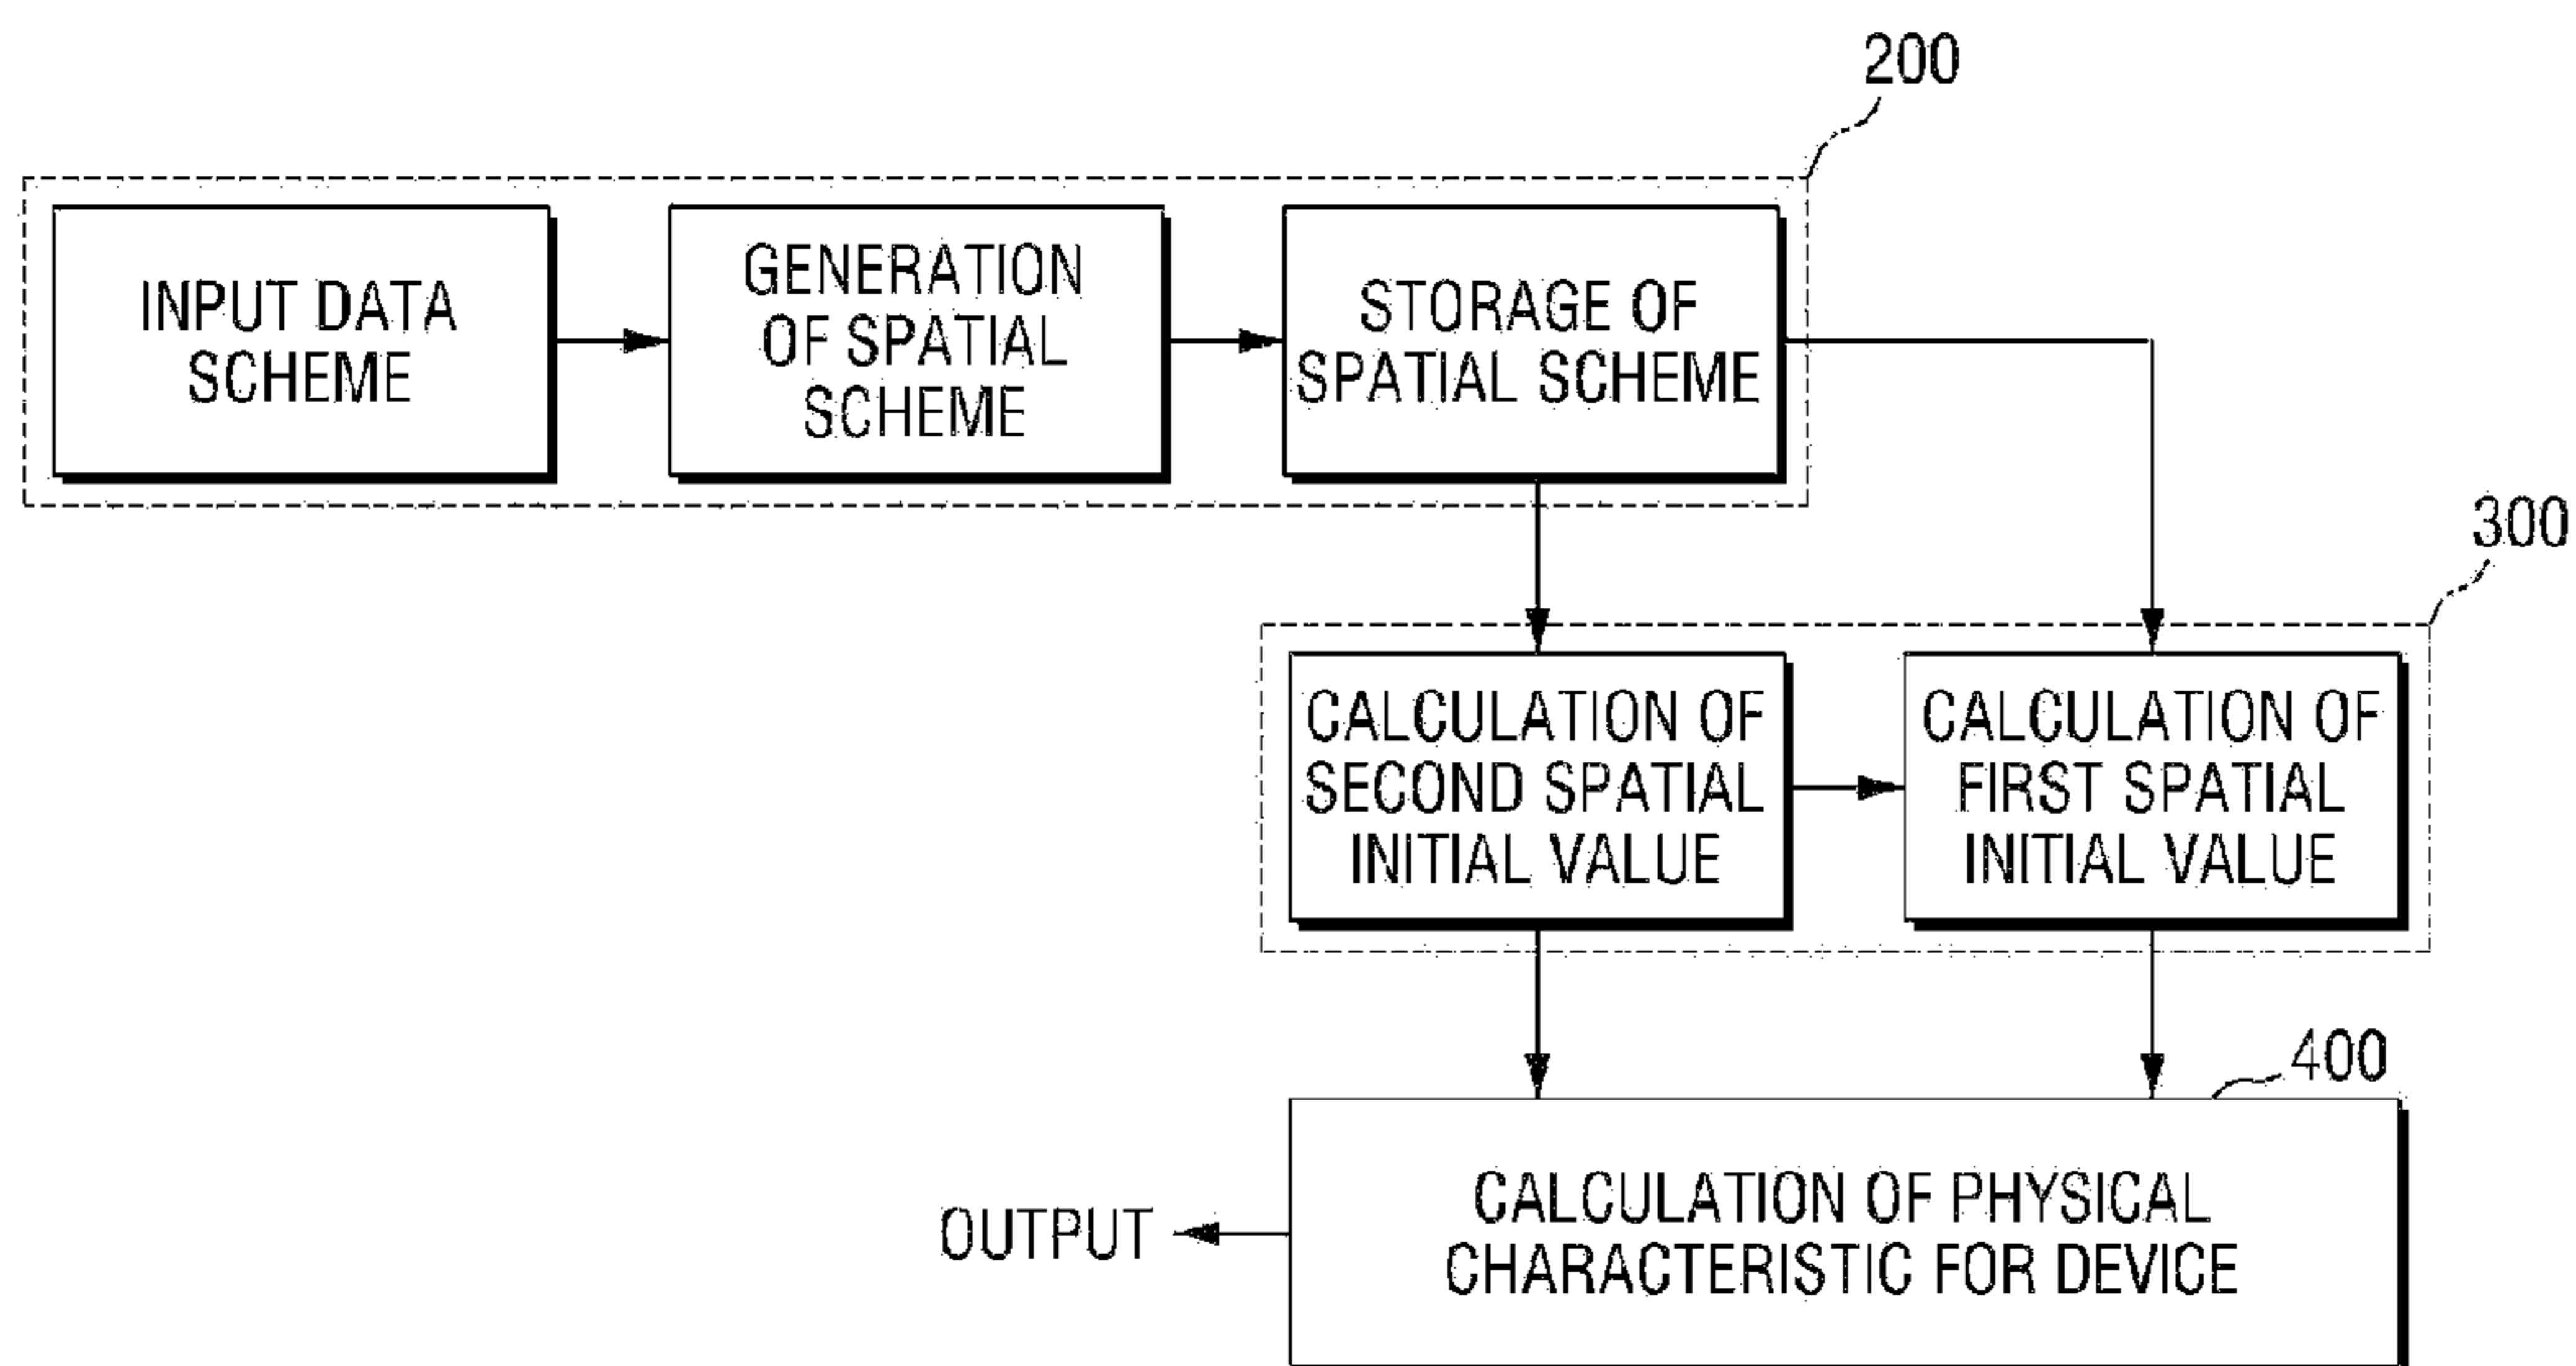 200
INPUT DATA
SCHEME
GENERATION
OF SPATIAL
SCHEME
STORAGE OF
SPATIAL SCHEME
300
CALCULATION OF
SECOND SPATIAL
INITIAL VALUE
CALCULATION OF
FIRST SPATIAL
INITIAL VALUE
400
CALCULATION OF PHYSICAL
CHARACTERISTIC FOR DEVICE
OUTPUT